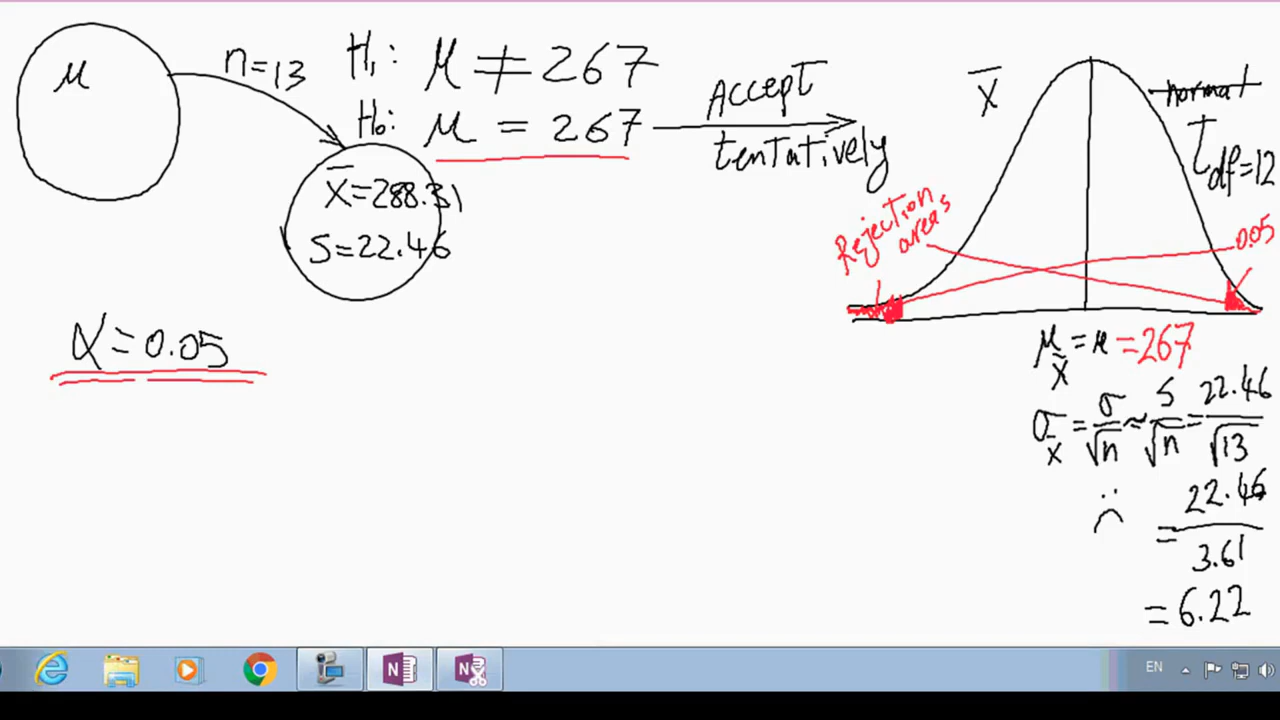 μ
n=13
H₁: μ ≠ 267
H₀: μ = 267
Accept
tentatively
x̄=288.31
S=22.46
α=0.05
x̄
normal
T df=12
Rejection
areas
0.05
μx̄ = μ = 267
σx̄ = σ/√n ≈ S/√n = 22.46/√13
= 22.46/3.61
= 6.22
EN